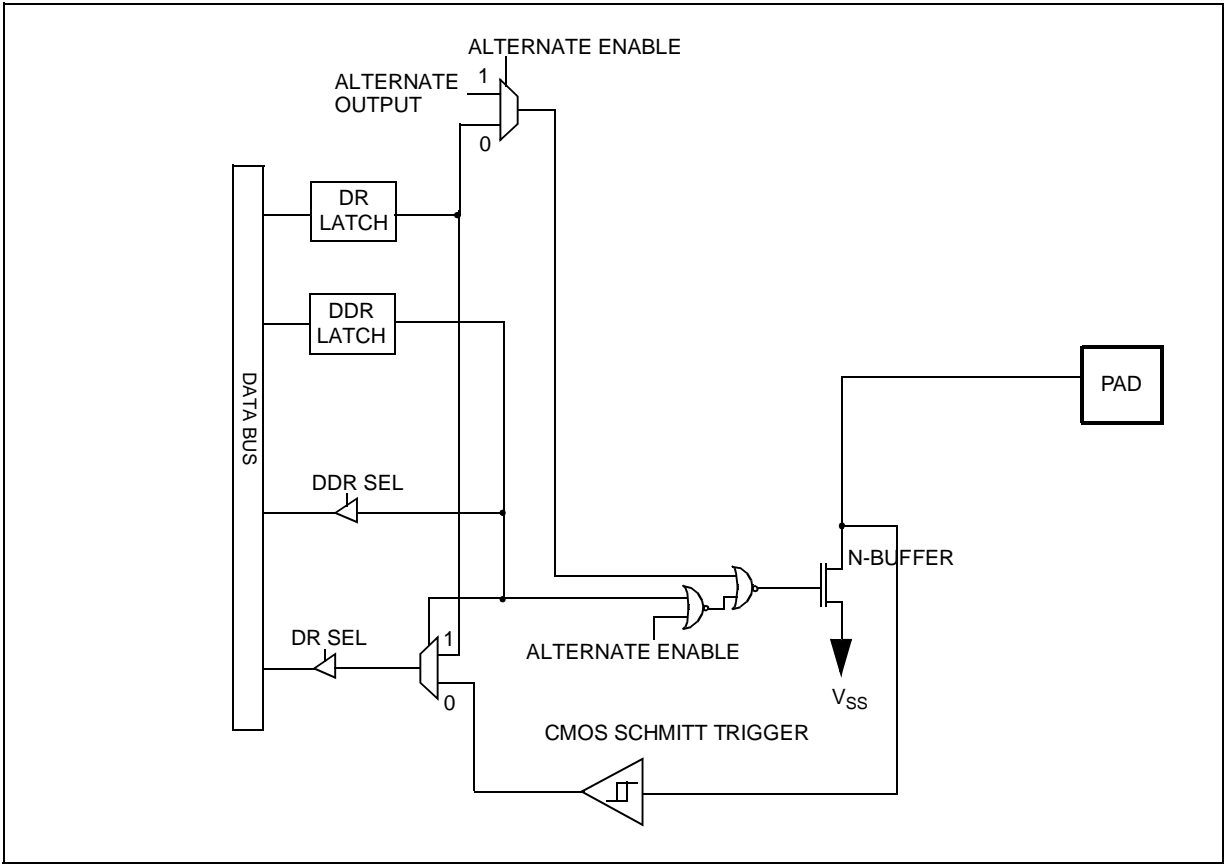 ALTERNATE ENABLE
ALTERNATE
OUTPUT
1
0
DR
LATCH
DDR
LATCH
DATA BUS
PAD
DDR SEL
N-BUFFER
DR SEL
1
0
ALTERNATE ENABLE
VSS
CMOS SCHMITT TRIGGER